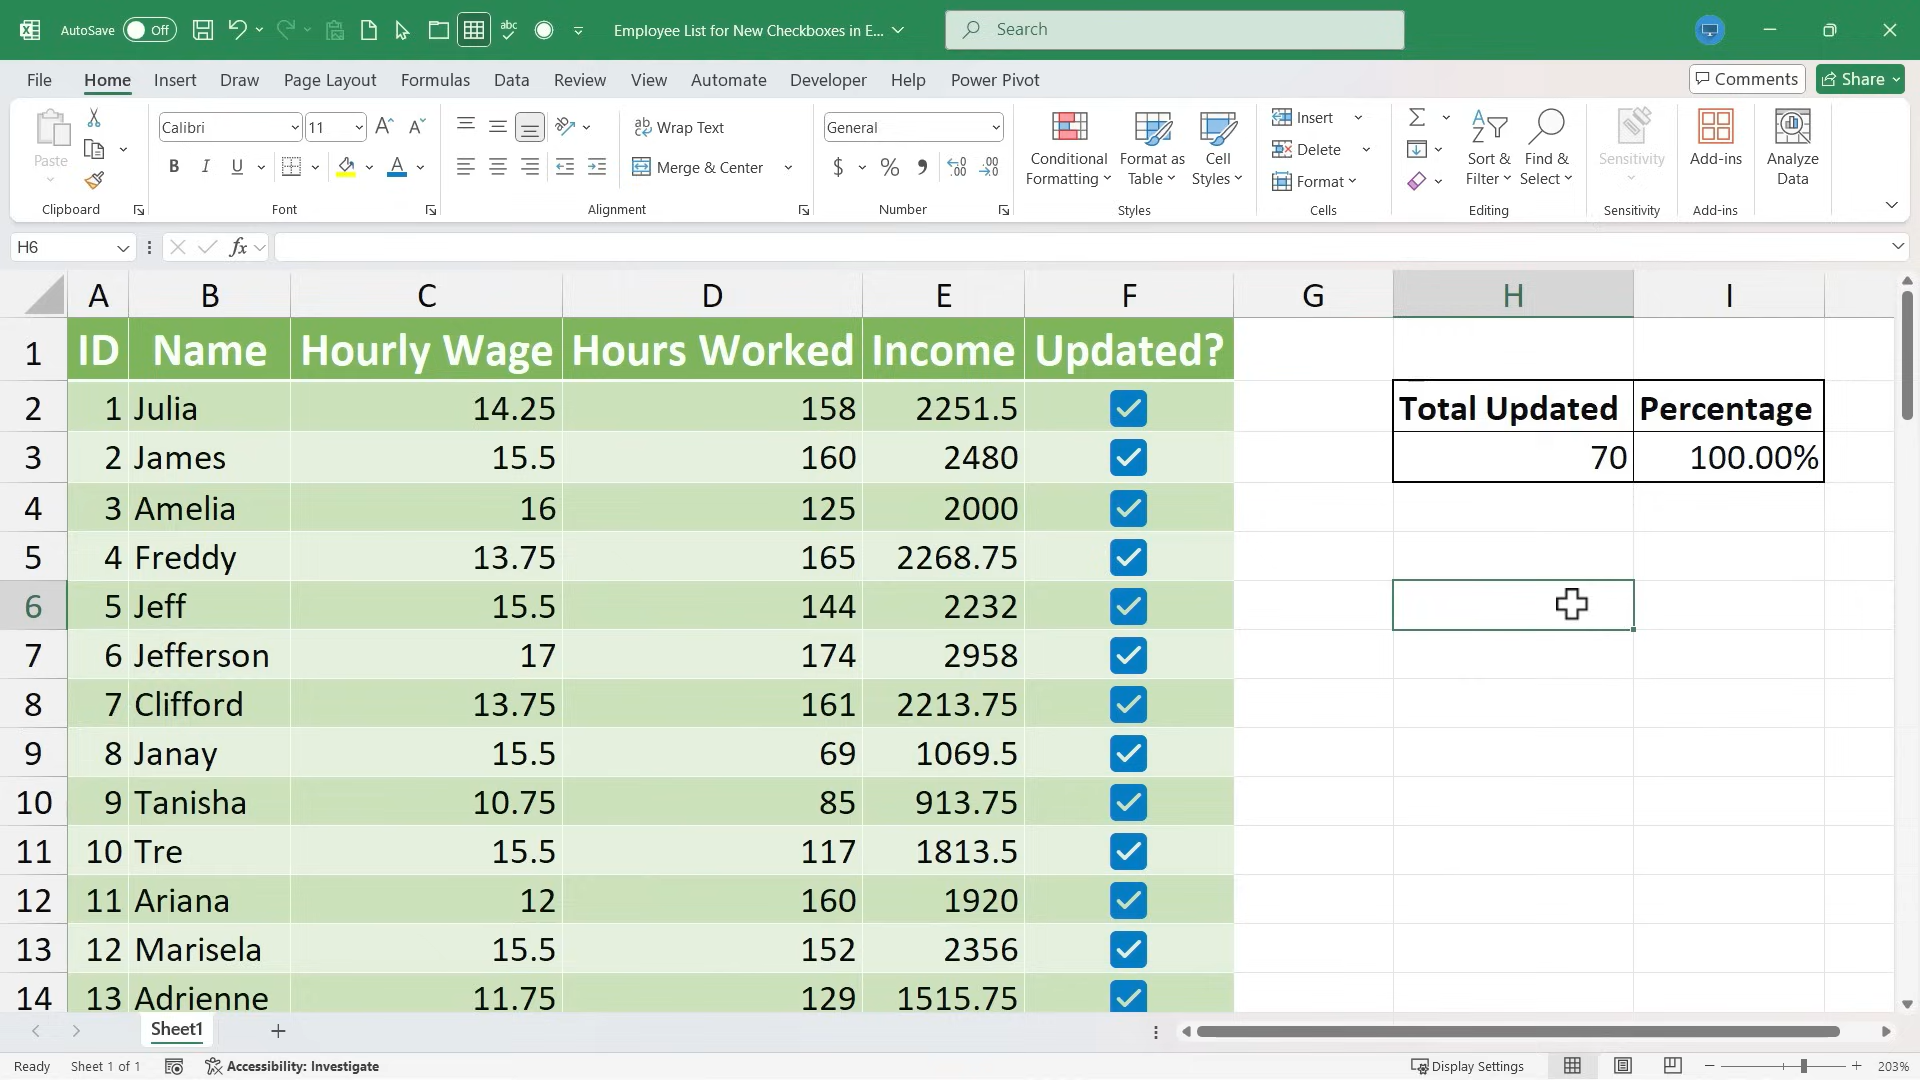 AutoSave Off abc Employee List for New Checkboxes in E... Search
File Home Insert Draw Page Layout Formulas Data Review View Automate Developer Help Power Pivot Comments Share
Paste Calibri 11 A A ab Wrap Text General Conditional Formatting Format as Table Cell Styles Insert Sort & Filter Find & Select Sensitivity Add-ins Analyze Data
B I U A Merge & Center $ % Delete
Format
Clipboard Font Alignment Number Styles Cells Editing Sensitivity Add-ins
H6 fx
A B C D E F G H I
1 ID Name Hourly Wage Hours Worked Income Updated?
2 1 Julia 14.25 158 2251.5 Total Updated Percentage
3 2 James 15.5 160 2480 70 100.00%
4 3 Amelia 16 125 2000
5 4 Freddy 13.75 165 2268.75
6 5 Jeff 15.5 144 2232
7 6 Jefferson 17 174 2958
8 7 Clifford 13.75 161 2213.75
9 8 Janay 15.5 69 1069.5
10 9 Tanisha 10.75 85 913.75
11 10 Tre 15.5 117 1813.5
12 11 Ariana 12 160 1920
13 12 Marisela 15.5 152 2356
14 13 Adrienne 11.75 129 1515.75
Sheet1
Ready Sheet 1 of 1 Accessibility: Investigate Display Settings 203%